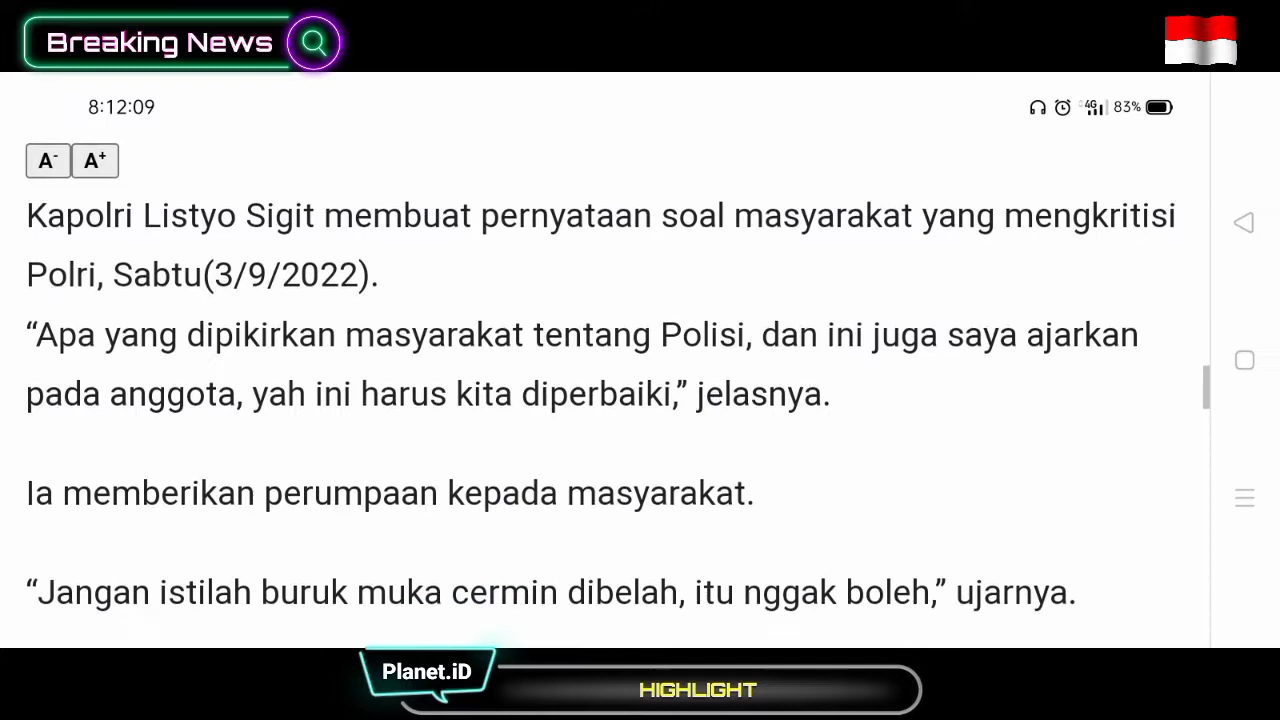 Breaking News
8:12:09
4G 83%
A- A+
Kapolri Listyo Sigit membuat pernyataan soal masyarakat yang mengkritisi
Polri, Sabtu(3/9/2022).
“Apa yang dipikirkan masyarakat tentang Polisi, dan ini juga saya ajarkan
pada anggota, yah ini harus kita diperbaiki,” jelasnya.
Ia memberikan perumpaan kepada masyarakat.
“Jangan istilah buruk muka cermin dibelah, itu nggak boleh,” ujarnya.
Planet.iD
HIGHLIGHT